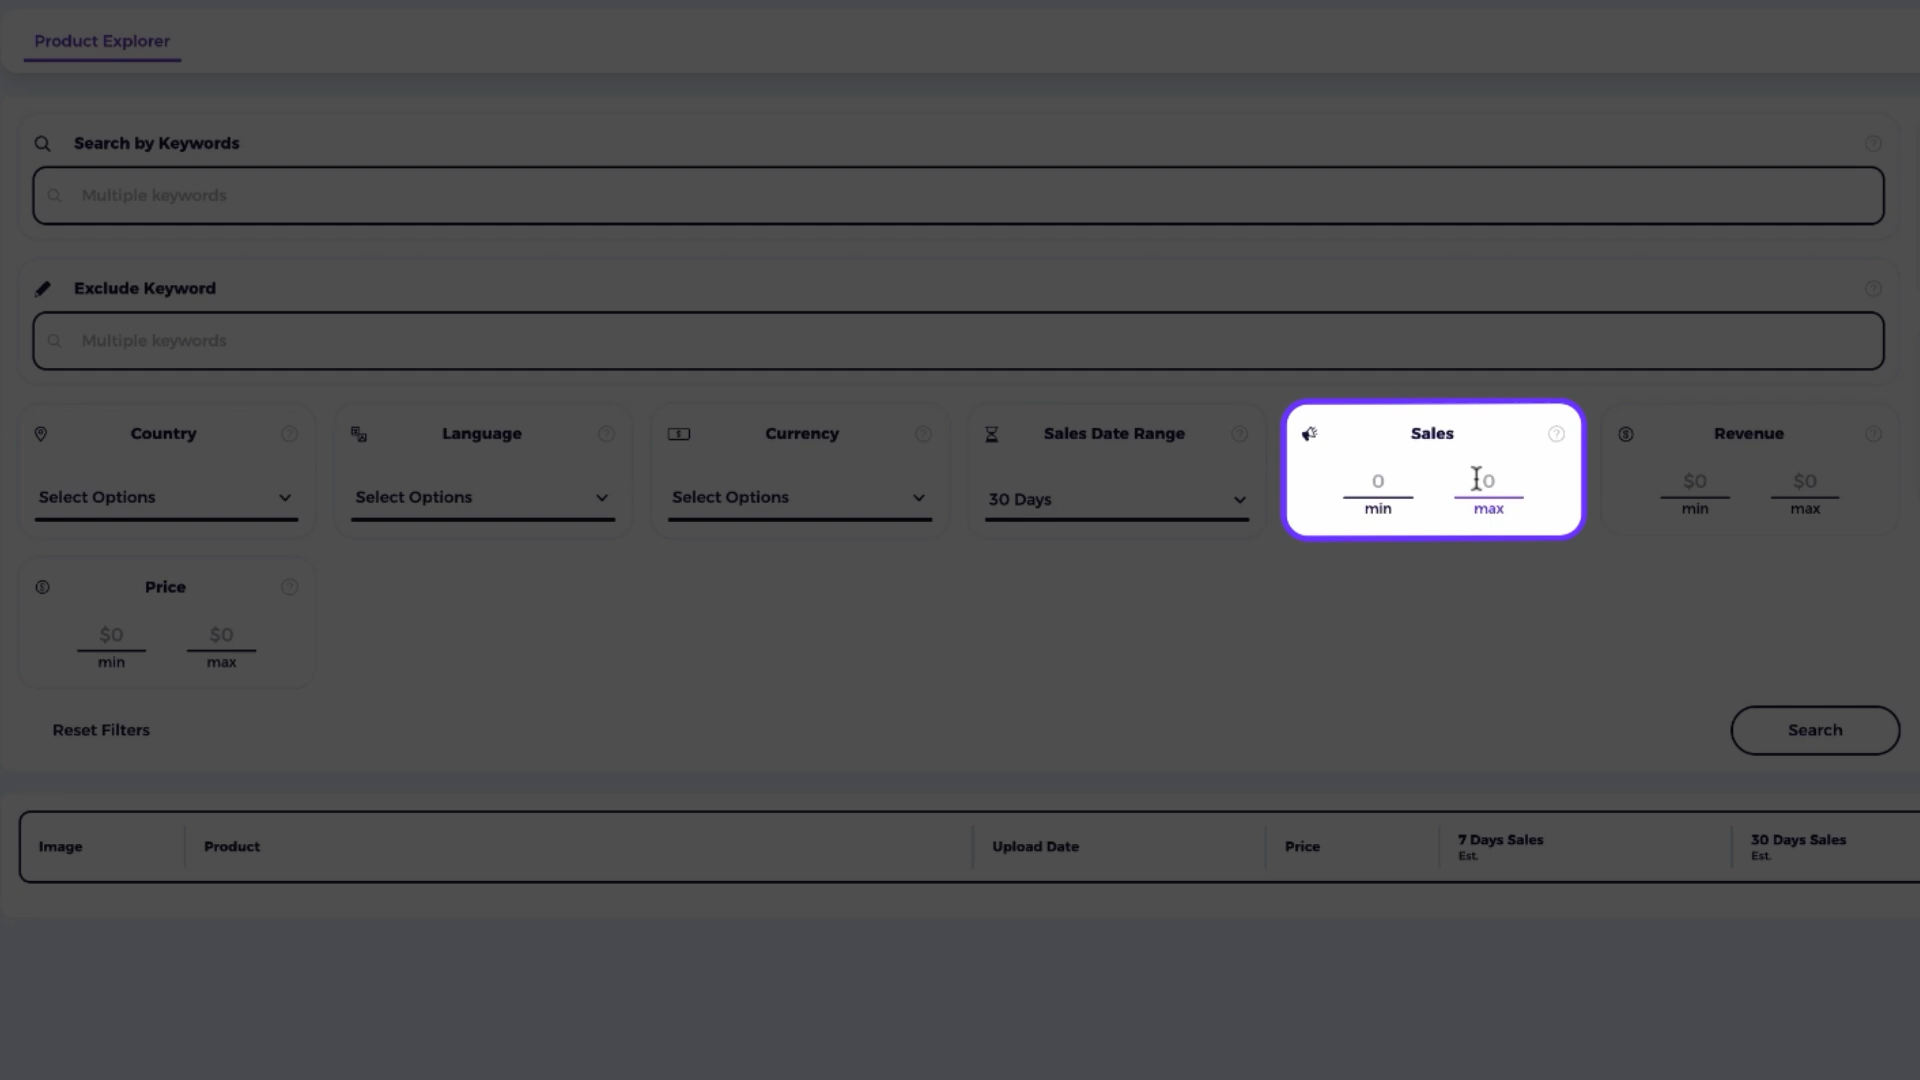 Product Explorer
Search by Keywords
Multiple keywords
Exclude Keyword
Multiple keywords
Country
Select Options
Language
Select Options
Currency
Select Options
Sales Date Range
30 Days
Sales
0 0
min max
Revenue
$0 $0
min max
Price
$0 $0
min max
Reset Filters
Search
Image Product Upload Date Price 7 Days Sales 30 Days Sales
Est. Est.